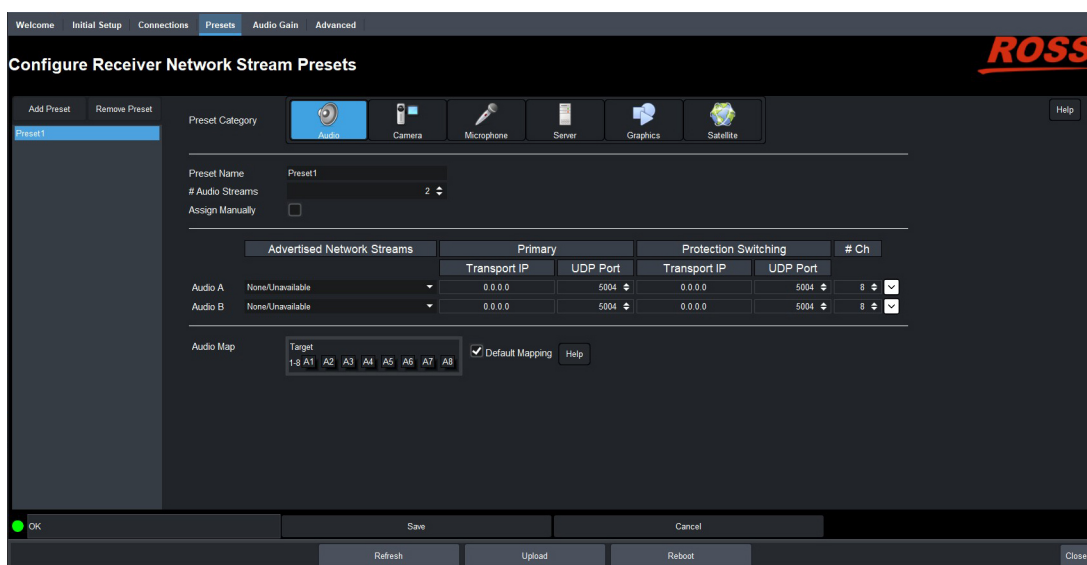 Welcome Initial Setup Connections Presets Audio Gain Advanced
ROSS
Configure Receiver Network Stream Presets
Add Preset Remove Preset
Preset1
Preset Category
Audio Camera Microphone Server Graphics Satellite
Help
Preset Name Preset1
# Audio Streams 2
Assign Manually
Advertised Network Streams Primary Protection Switching # Ch
Transport IP UDP Port Transport IP UDP Port
Audio A None/Unavailable 0.0.0.0 5004 0.0.0.0 5004 8
Audio B None/Unavailable 0.0.0.0 5004 0.0.0.0 5004 8
Audio Map
Target
1-8 A1 A2 A3 A4 A5 A6 A7 A8
Default Mapping Help
OK Save Cancel
Refresh Upload Reboot Close